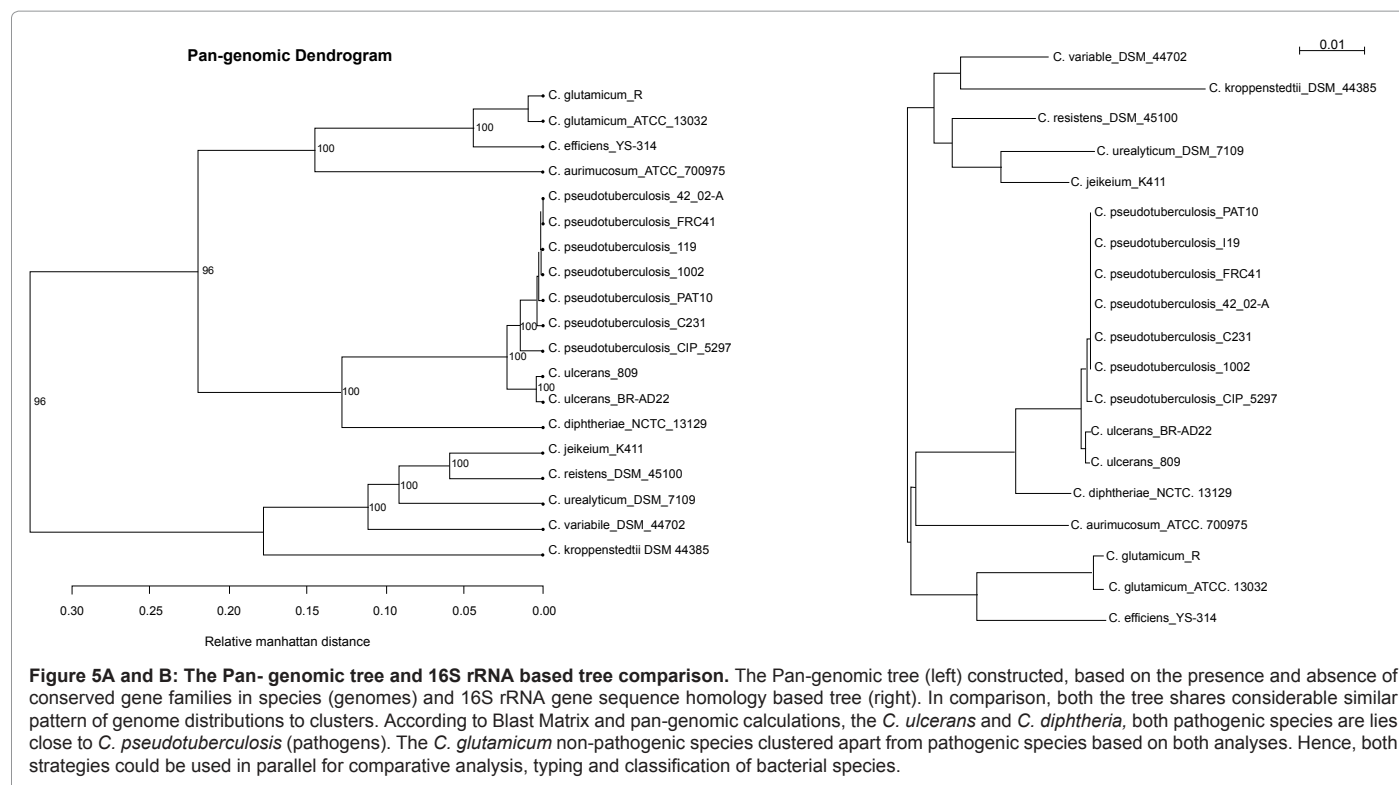 Pan-genomic Dendrogram
C. glutamicum_R
C. glutamicum_ATCC_13032
100
C. efficiens_YS-314
100
C. aurimucosum_ATCC_700975
C. pseudotuberculosis_42_02-A
C. pseudotuberculosis_FRC41
C. pseudotuberculosis_119
96
C. pseudotuberculosis_1002
C. pseudotuberculosis_PAT10
C. pseudotuberculosis_C231
100
C. pseudotuberculosis_CIP_5297
100
C. ulcerans_809
100
100
C. ulcerans_BR-AD22
96
C. diphtheriae_NCTC_13129
C. jeikeium_K411
100
C. reistens_DSM_45100
100
C. urealyticum_DSM_7109
100
C. variabile_DSM_44702
C. kroppenstedtii DSM 44385
0.30 0.25 0.20 0.15 0.10 0.05 0.00
Relative manhattan distance
0.01
C. variable_DSM_44702
C. kroppenstedtii_DSM_44385
C. resistens_DSM_45100
C. urealyticum_DSM_7109
C. jeikeium_K411
C. pseudotuberculosis_PAT10
C. pseudotuberculosis_I19
C. pseudotuberculosis_FRC41
C. pseudotuberculosis_42_02-A
C. pseudotuberculosis_C231
C. pseudotuberculosis_1002
C. pseudotuberculosis_CIP_5297
C. ulcerans_BR-AD22
C. ulcerans_809
C. diphtheriae_NCTC. 13129
C. aurimucosum_ATCC. 700975
C. glutamicum_R
C. glutamicum_ATCC. 13032
C. efficiens_YS-314
Figure 5A and B: The Pan- genomic tree and 16S rRNA based tree comparison. The Pan-genomic tree (left) constructed, based on the presence and absence of
conserved gene families in species (genomes) and 16S rRNA gene sequence homology based tree (right). In comparison, both the tree shares considerable similar
pattern of genome distributions to clusters. According to Blast Matrix and pan-genomic calculations, the C. ulcerans and C. diphtheria, both pathogenic species are lies
close to C. pseudotuberculosis (pathogens). The C. glutamicum non-pathogenic species clustered apart from pathogenic species based on both analyses. Hence, both
strategies could be used in parallel for comparative analysis, typing and classification of bacterial species.